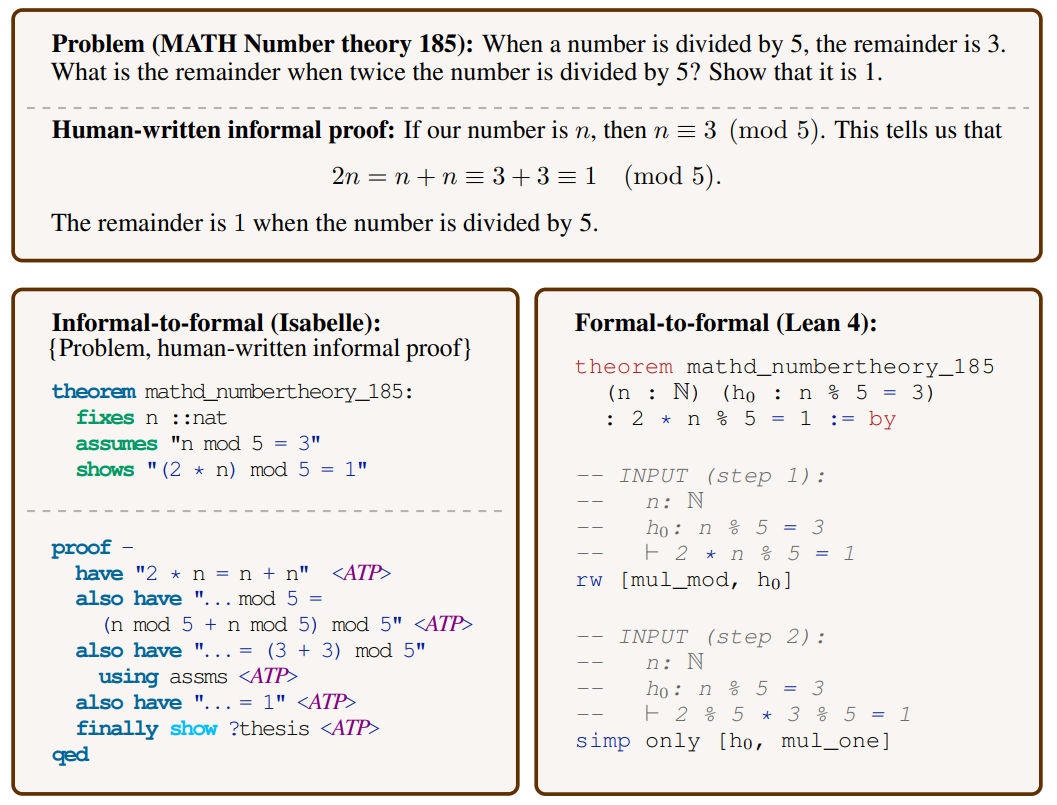 Problem (MATH Number theory 185): When a number is divided by 5, the remainder is 3.
What is the remainder when twice the number is divided by 5? Show that it is 1.
Human-written informal proof: If our number is n, then n ≡ 3 (mod 5). This tells us that
2n = n + n ≡ 3 + 3 ≡ 1 (mod 5).
The remainder is 1 when the number is divided by 5.
Informal-to-formal (Isabelle):
{Problem, human-written informal proof}
theorem mathd_numbertheory_185:
fixes n ::nat
assumes "n mod 5 = 3"
shows "(2 * n) mod 5 = 1"
proof -
have "2 * n = n + n" <ATP>
also have "... mod 5 =
(n mod 5 + n mod 5) mod 5" <ATP>
also have "... = (3 + 3) mod 5"
using assms <ATP>
also have "... = 1" <ATP>
finally show ?thesis <ATP>
qed
Formal-to-formal (Lean 4):
theorem mathd_numbertheory_185
(n : ℕ) (h₀ : n % 5 = 3)
: 2 * n % 5 = 1 := by
-- INPUT (step 1):
-- n: ℕ
-- h₀: n % 5 = 3
-- ⊢ 2 * n % 5 = 1
rw [mul_mod, h₀]
-- INPUT (step 2):
-- n: ℕ
-- h₀: n % 5 = 3
-- ⊢ 2 % 5 * 3 % 5 = 1
simp only [h₀, mul_one]